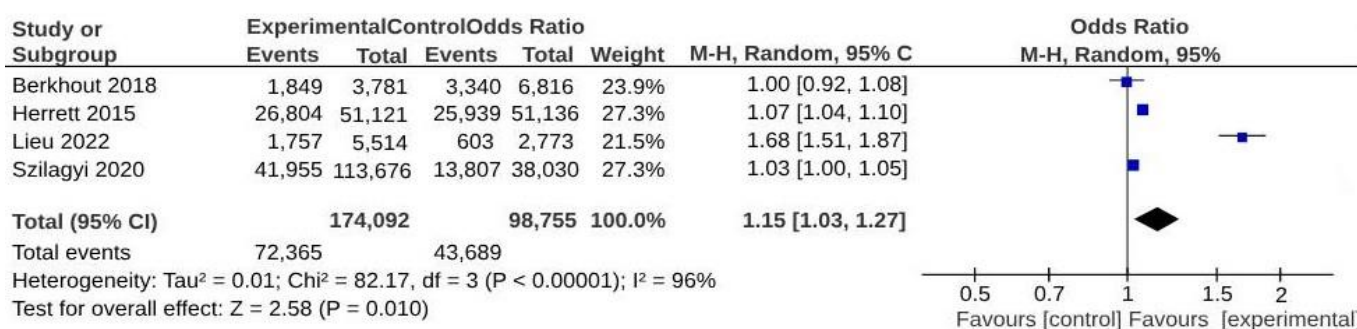 Study or ExperimentalControlOdds Ratio Odds Ratio
Subgroup Events Total Events Total Weight M-H, Random, 95% C M-H, Random, 95%
Berkhout 2018 1,849 3,781 3,340 6,816 23.9% 1.00 [0.92, 1.08]
Herrett 2015 26,804 51,121 25,939 51,136 27.3% 1.07 [1.04, 1.10]
Lieu 2022 1,757 5,514 603 2,773 21.5% 1.68 [1.51, 1.87]
Szilagyi 2020 41,955 113,676 13,807 38,030 27.3% 1.03 [1.00, 1.05]
Total (95% CI) 174,092 98,755 100.0% 1.15 [1.03, 1.27]
Total events 72,365 43,689
Heterogeneity: Tau² = 0.01; Chi² = 82.17, df = 3 (P < 0.00001); I² = 96%
Test for overall effect: Z = 2.58 (P = 0.010)
0.5 0.7 1 1.5 2
Favours [control] Favours [experimental]